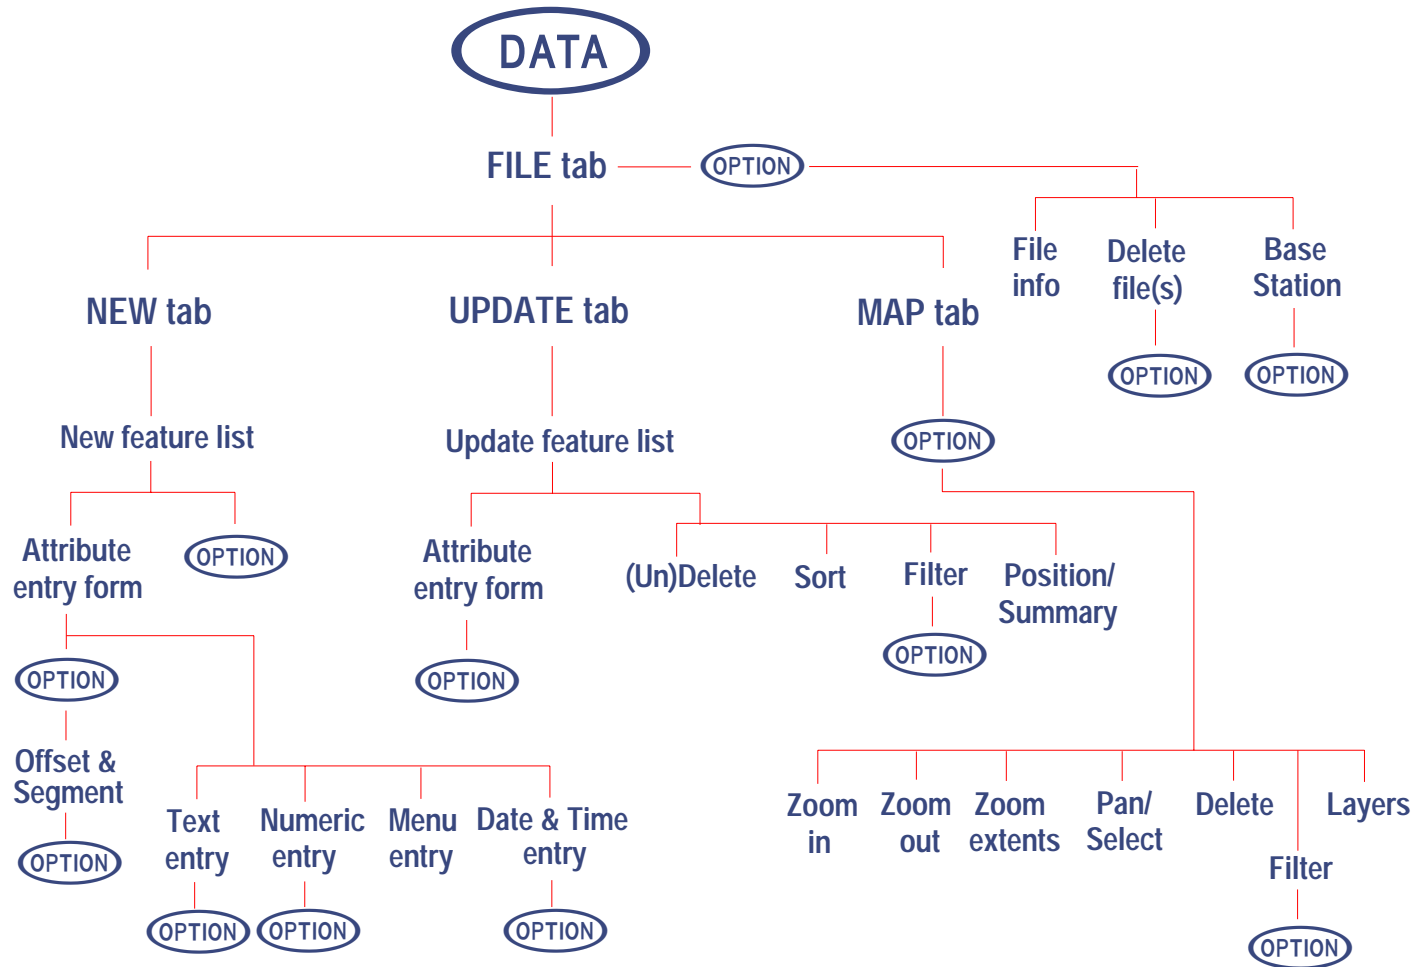 DATA
FILE tab
OPTION
File
info
Delete
file(s)
OPTION
Base
Station
OPTION
NEW tab
UPDATE tab
MAP tab
New feature list
Update feature list
OPTION
Attribute
entry form
OPTION
Attribute
entry form
OPTION
(Un)Delete
Sort
Filter
OPTION
Position/
Summary
OPTION
Offset &
Segment
OPTION
Text
entry
OPTION
Numeric
entry
OPTION
Menu
entry
Date & Time
entry
OPTION
Zoom
in
Zoom
out
Zoom
extents
Pan/
Select
Delete
Filter
OPTION
Layers